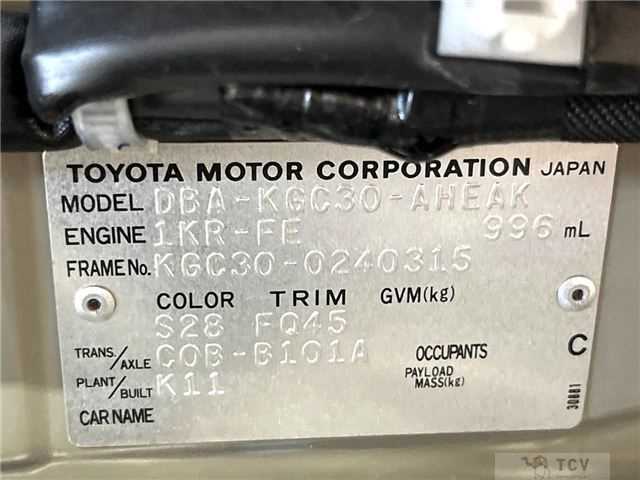 TOYOTA MOTOR CORPORATION JAPAN
MODEL DBA-KGC30-AHEAK
ENGINE 1KR-FE 996 mL
FRAME No. KGC30-0240315
COLOR TRIM GVM(kg)
S28 FQ45
TRANS./AXLE C0B-B101A OCCUPANTS C
PLANT/BUILT K11 PAYLOAD MASS(kg)
CAR NAME
30881
TCV